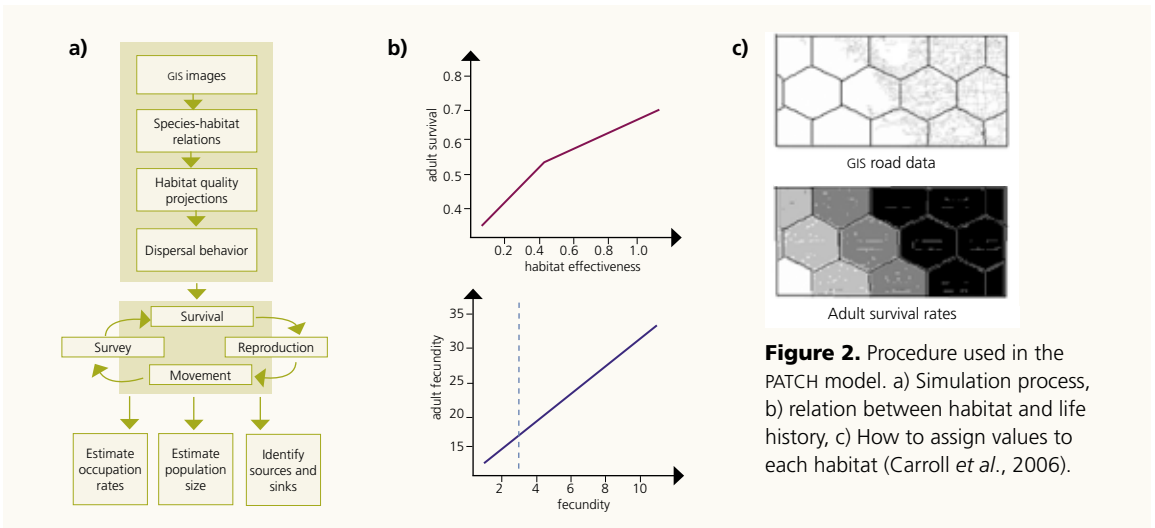 a)
GIS images
Species-habitat
relations
Habitat quality
projections
Dispersal behavior
Survival
Survey
Reproduction
Movement
Estimate
occupation
rates
Estimate
population
size
Identify
sources and
sinks
b)
adult survival
0.8
0.7
0.6
0.5
0.4
0.2 0.4 0.6 0.8 1.0
habitat effectiveness
adult fecundity
35
30
25
20
15
2 4 6 8 10
fecundity
c)
GIS road data
Adult survival rates
Figure 2. Procedure used in the
PATCH model. a) Simulation process,
b) relation between habitat and life
history, c) How to assign values to
each habitat (Carroll et al., 2006).